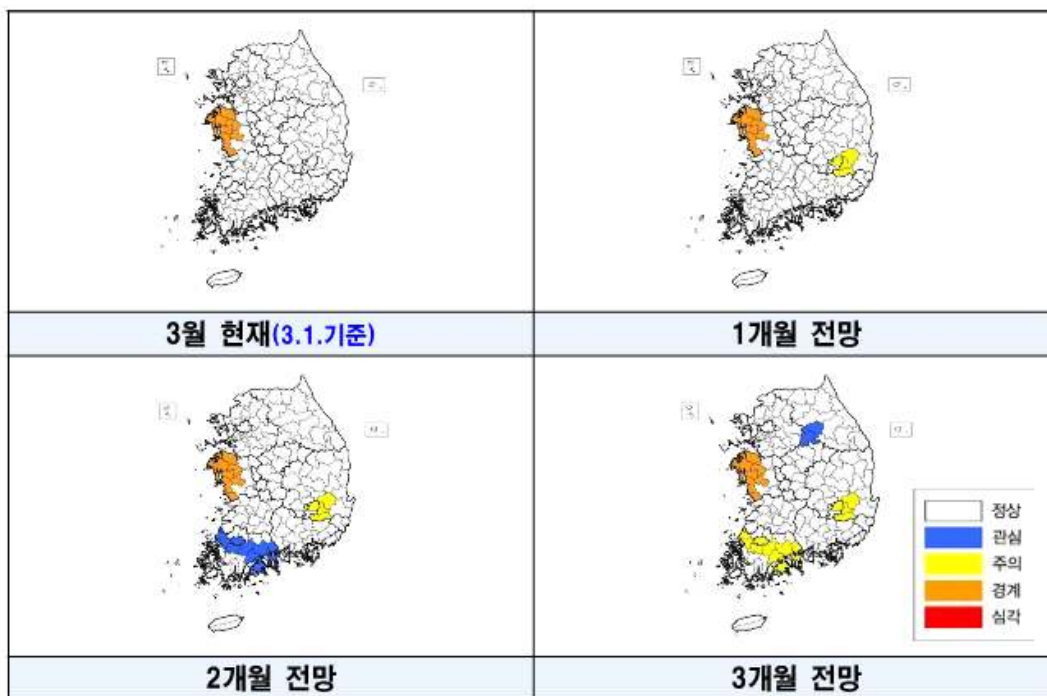 3월 현재(3.1.기준)
1개월 전망
2개월 전망
3개월 전망
정상
관심
주의
경계
심각